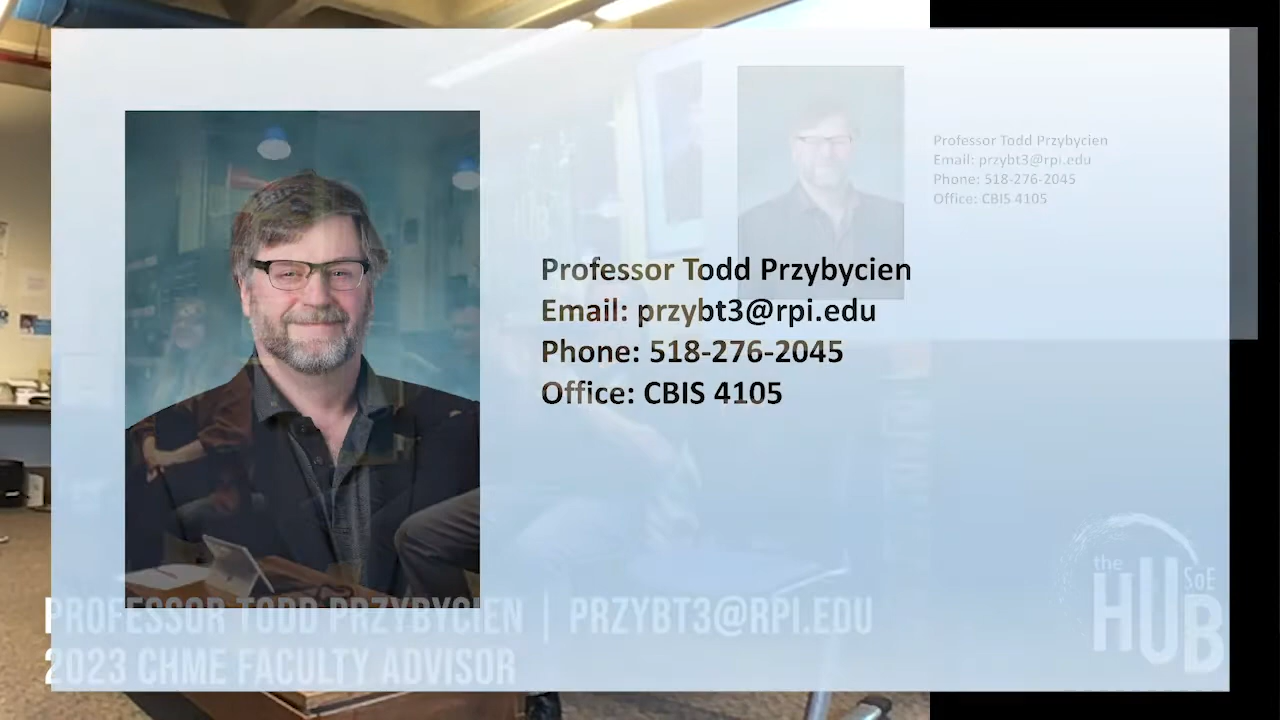 Professor Todd Przybycien
Email: przybt3@rpi.edu
Phone: 518-276-2045
Office: CBIS 4105
Professor Todd Przybycien
Email: przybt3@rpi.edu
Phone: 518-276-2045
Office: CBIS 4105
PROFESSOR TODD PRZYBYCIEN | PRZYBT3@RPI.EDU
2023 CHME FACULTY ADVISOR
the
HUB
SoE